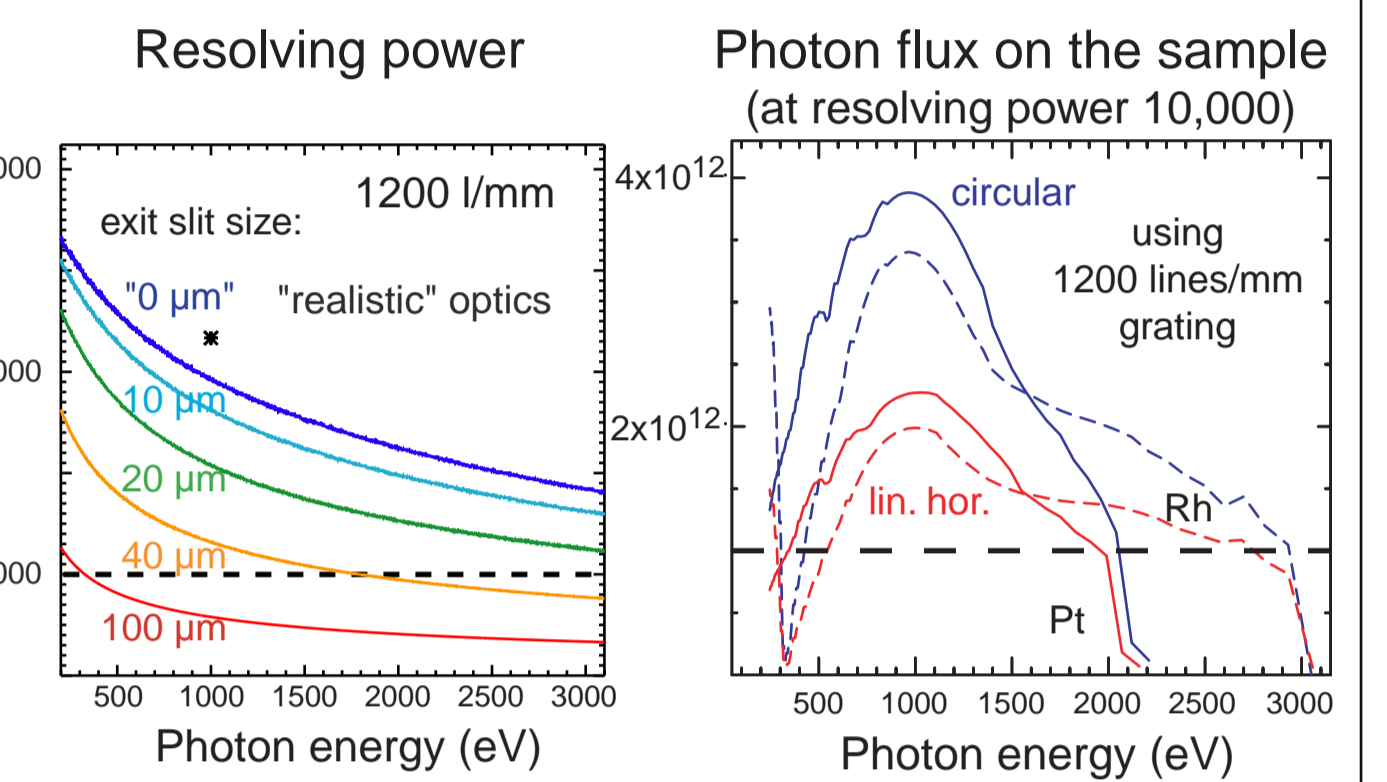 Resolving power
000
1200 l/mm
exit slit size:
"0 µm"
"realistic" optics
*
000
10 µm
20 µm
40 µm
000
100 µm
500 1000 1500 2000 2500 3000
Photon energy (eV)
Photon flux on the sample
(at resolving power 10,000)
4x10¹²
circular
using
1200 lines/mm
grating
2x10¹²
lin. hor.
Rh
Pt
500 1000 1500 2000 2500 3000
Photon energy (eV)